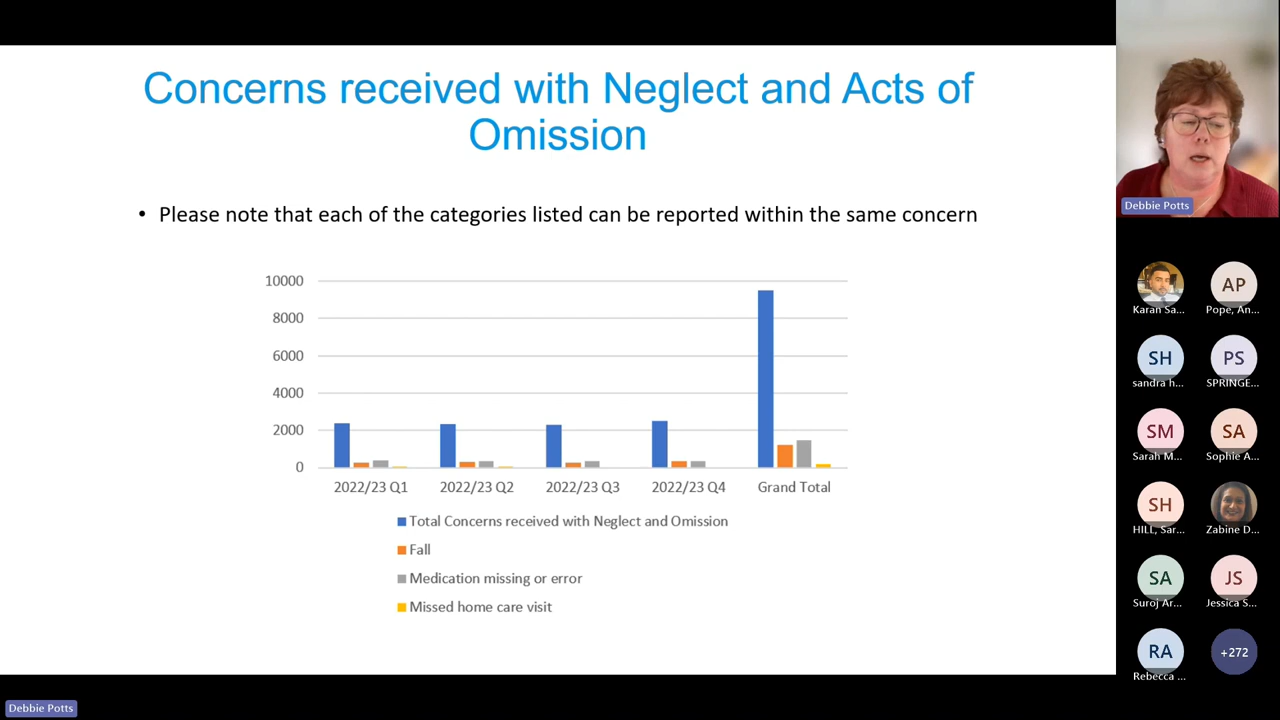 Concerns received with Neglect and Acts of
Omission
• Please note that each of the categories listed can be reported within the same concern
10000
8000
6000
4000
2000
0
2022/23 Q1
2022/23 Q2
2022/23 Q3
2022/23 Q4
Grand Total
Total Concerns received with Neglect and Omission
Fall
Medication missing or error
Missed home care visit
Debbie Potts
Karan Sa...
AP
Pope, An...
SH
sandra h...
PS
SPRINGE...
SM
Sarah M...
SA
Sophie A...
SH
HILL, Sar...
Zabine D...
SA
Suroj Ar...
JS
Jessica S...
RA
Rebecca ...
+272
Debbie Potts